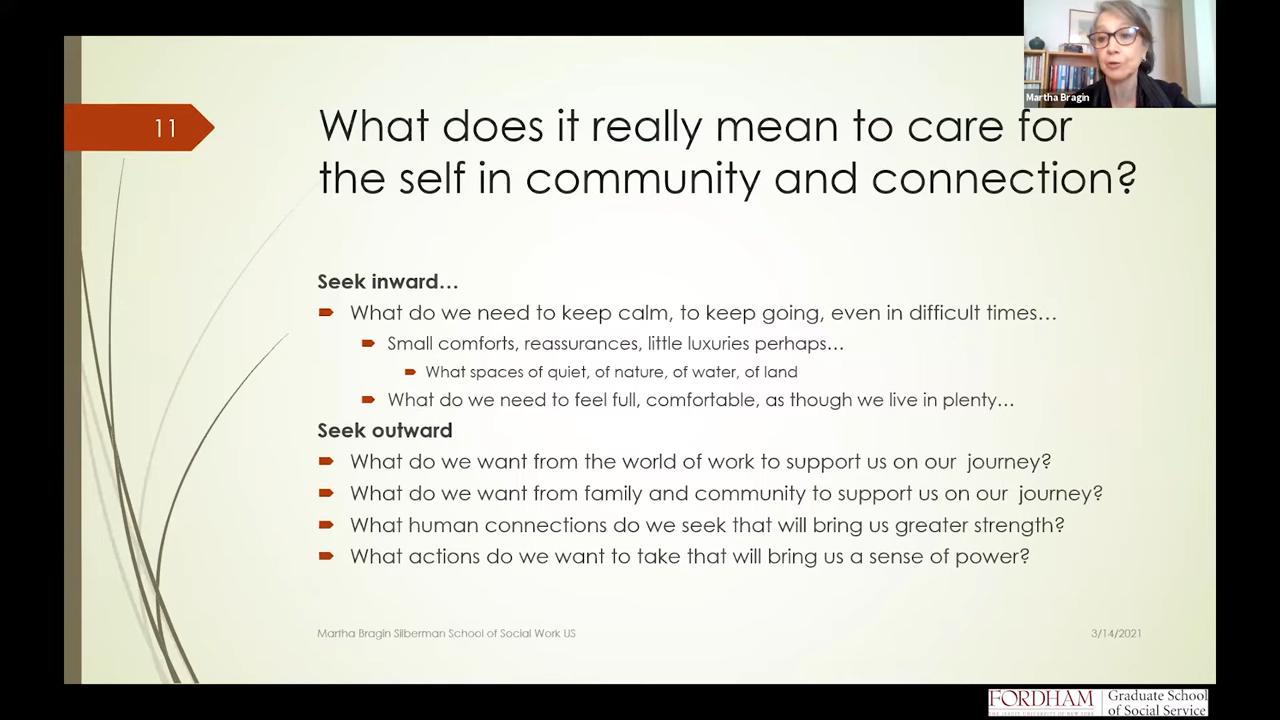 Martha Bragin
11
What does it really mean to care for
the self in community and connection?
Seek inward…
What do we need to keep calm, to keep going, even in difficult times…
Small comforts, reassurances, little luxuries perhaps…
What spaces of quiet, of nature, of water, of land
What do we need to feel full, comfortable, as though we live in plenty…
Seek outward
What do we want from the world of work to support us on our  journey?
What do we want from family and community to support us on our  journey?
What human connections do we seek that will bring us greater strength?
What actions do we want to take that will bring us a sense of power?
Martha Bragin Silberman School of Social Work US
3/14/2021
FORDHAM
THE JESUIT UNIVERSITY OF NEW YORK
Graduate School
of Social Service